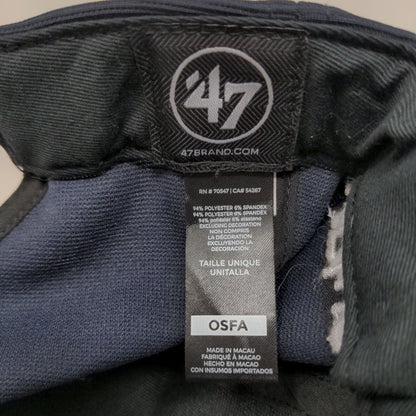 '47
47BRAND.COM
RN # 70547 | CA# 54287
94% POLYESTER 6% SPANDEX
94% POLYESTER 6% SPANDEX
94% poliéster 6% elastano
EXCLUDING DECORATION
NON COMPRIS
LA DÉCORATION
EXCLUYENDO LA
DECORACIÓN
TAILLE UNIQUE
UNITALLA
OSFA
MADE IN MACAU
FABRIQUÉ À MACAO
HECHO EN MACAO
CON INSUMOS IMPORTADOS